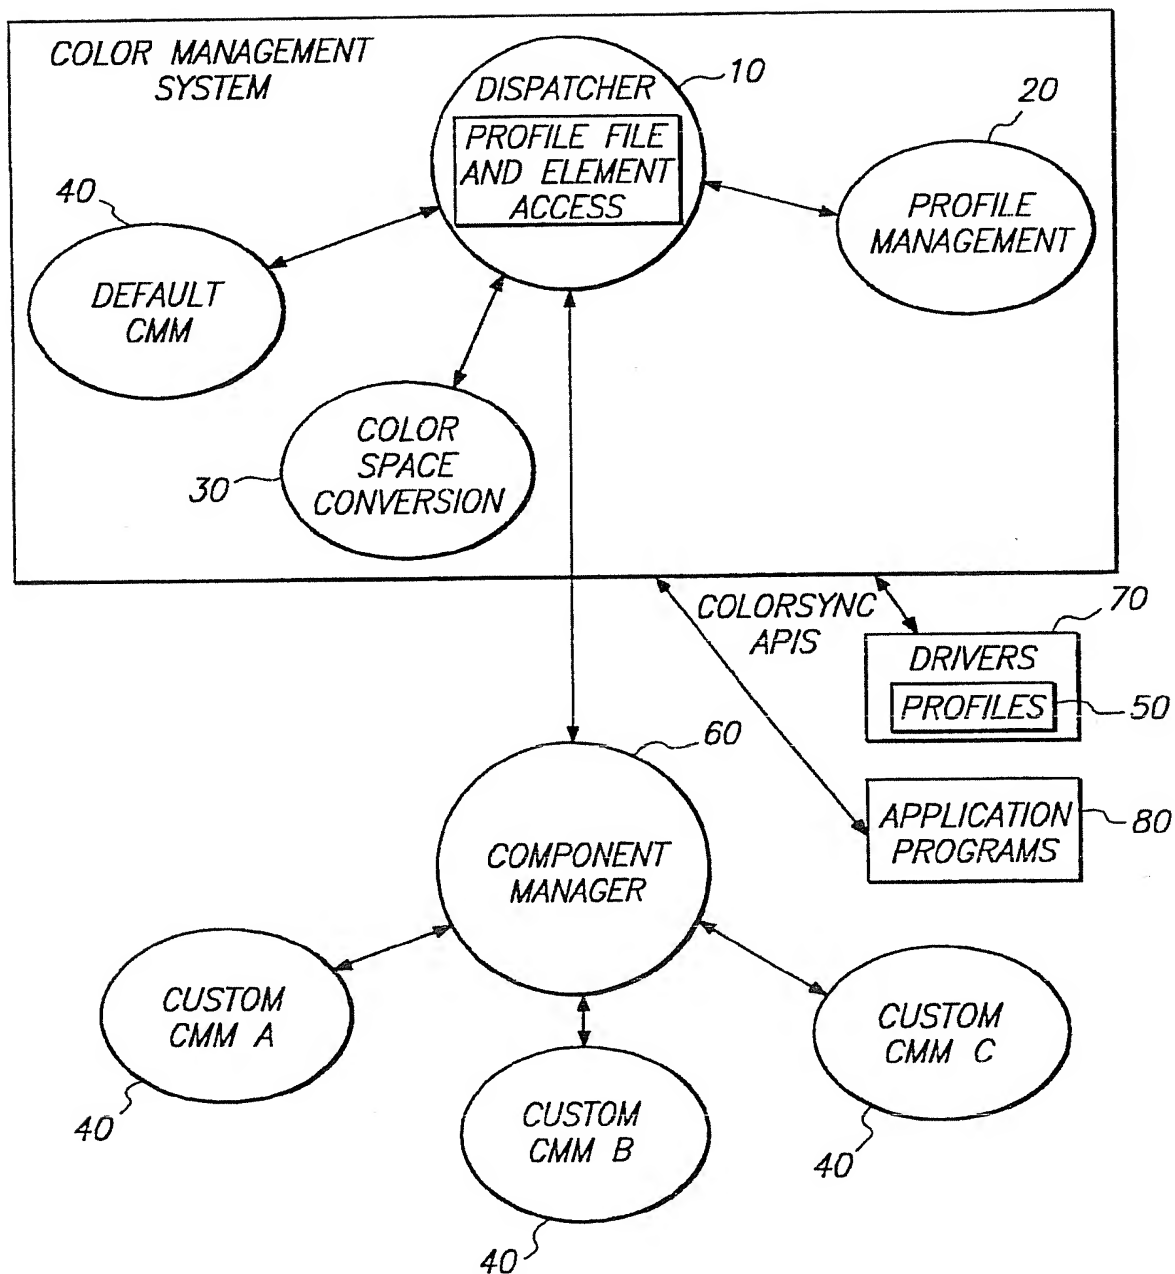 COLOR MANAGEMENT
SYSTEM
DISPATCHER
10
PROFILE FILE
AND ELEMENT
ACCESS
20
PROFILE
MANAGEMENT
40
DEFAULT
CMM
COLOR
SPACE
CONVERSION
30
COLORSYNC
APIS
70
DRIVERS
PROFILES
50
60
COMPONENT
MANAGER
APPLICATION
PROGRAMS
80
CUSTOM
CMM A
40
CUSTOM
CMM B
40
CUSTOM
CMM C
40